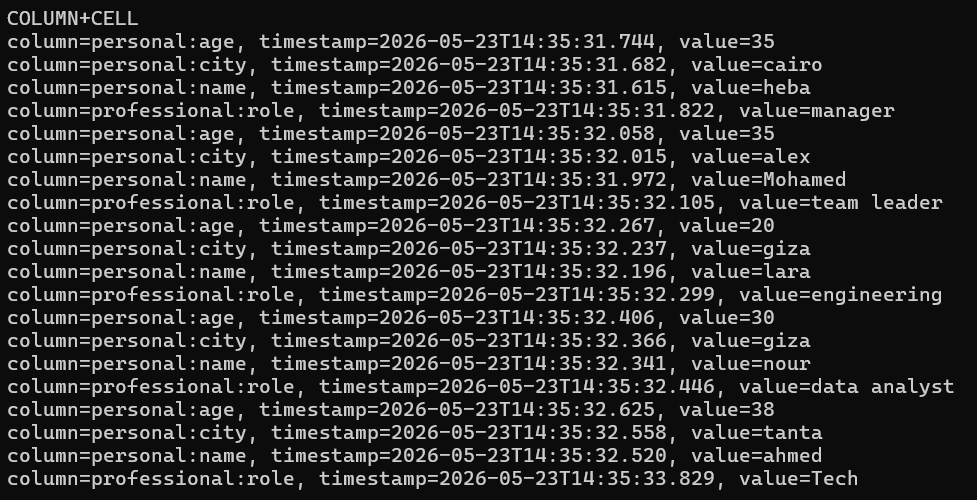 COLUMN+CELL
column=personal:age, timestamp=2026-05-23T14:35:31.744, value=35
column=personal:city, timestamp=2026-05-23T14:35:31.682, value=cairo
column=personal:name, timestamp=2026-05-23T14:35:31.615, value=heba
column=professional:role, timestamp=2026-05-23T14:35:31.822, value=manager
column=personal:age, timestamp=2026-05-23T14:35:32.058, value=35
column=personal:city, timestamp=2026-05-23T14:35:32.015, value=alex
column=personal:name, timestamp=2026-05-23T14:35:31.972, value=Mohamed
column=professional:role, timestamp=2026-05-23T14:35:32.105, value=team leader
column=personal:age, timestamp=2026-05-23T14:35:32.267, value=20
column=personal:city, timestamp=2026-05-23T14:35:32.237, value=giza
column=personal:name, timestamp=2026-05-23T14:35:32.196, value=lara
column=professional:role, timestamp=2026-05-23T14:35:32.299, value=engineering
column=personal:age, timestamp=2026-05-23T14:35:32.406, value=30
column=personal:city, timestamp=2026-05-23T14:35:32.366, value=giza
column=personal:name, timestamp=2026-05-23T14:35:32.341, value=nour
column=professional:role, timestamp=2026-05-23T14:35:32.446, value=data analyst
column=personal:age, timestamp=2026-05-23T14:35:32.625, value=38
column=personal:city, timestamp=2026-05-23T14:35:32.558, value=tanta
column=personal:name, timestamp=2026-05-23T14:35:32.520, value=ahmed
column=professional:role, timestamp=2026-05-23T14:35:33.829, value=Tech